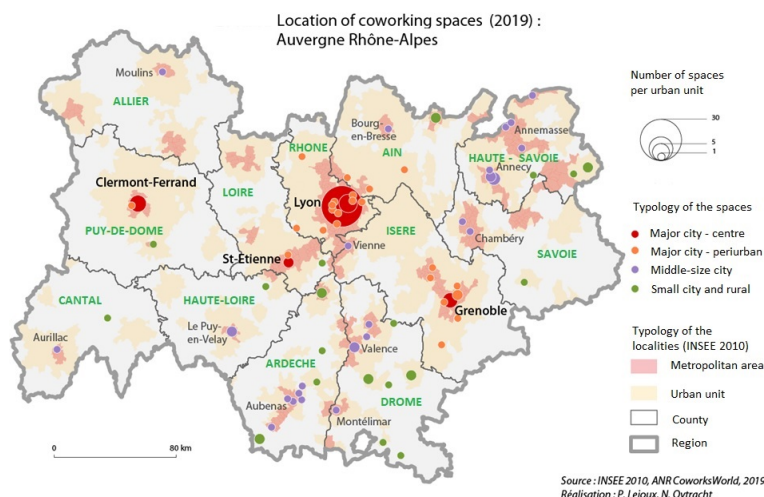 Location of coworking spaces (2019) :
Auvergne Rhône-Alpes
Moulins
ALLIER
Bourg-
en-Bresse
RHONE
AIN
Annemasse
HAUTE - SAVOIE
Annecy
Clermont-Ferrand
LOIRE
Lyon
PUY-DE-DOME
ISERE
Vienne
Chambéry
St-Etienne
SAVOIE
CANTAL
HAUTE-LOIRE
Grenoble
Le Puy-
en-Velay
Aurillac
Valence
ARDECHE
DROME
Aubenas
Montélimar
0 80 km
Number of spaces
per urban unit
30
5
1
Typology of the spaces
Major city - centre
Major city - periurban
Middle-size city
Small city and rural
Typology of the
localities (INSEE 2010)
Metropolitan area
Urban unit
County
Region
Source : INSEE 2010, ANR CoworksWorld, 2019
Réalisation : P. Lejoux, N. Ovtracht